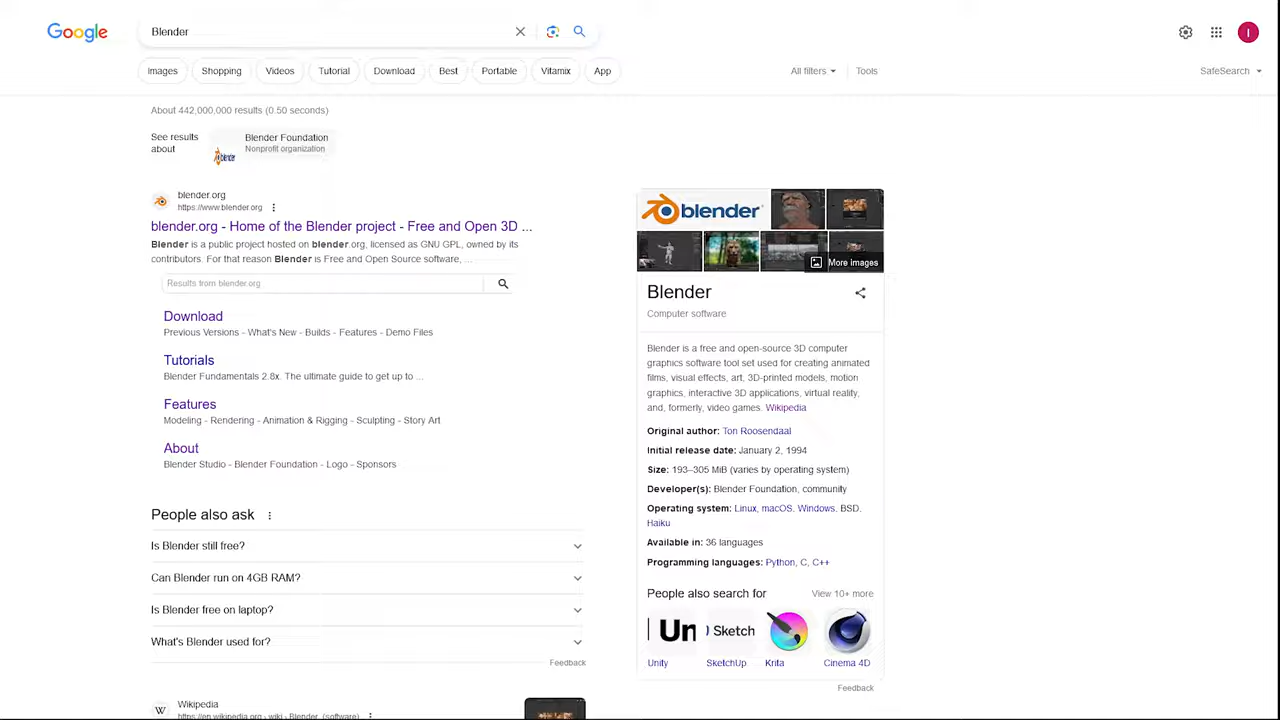 Google
Blender
Images
Shopping
Videos
Tutorial
Download
Best
Portable
Vitamix
App
All filters
Tools
SafeSearch
I
About 442,000,000 results (0.50 seconds)
See results
about
blender
Blender Foundation
Nonprofit organization
blender.org
https://www.blender.org
blender.org - Home of the Blender project - Free and Open 3D ...
Blender is a public project hosted on blender.org, licensed as GNU GPL, owned by its
contributors. For that reason Blender is Free and Open Source software, ...
Results from blender.org
Download
Previous Versions - What's New - Builds - Features - Demo Files
Tutorials
Blender Fundamentals 2.8x. The ultimate guide to get up to ...
Features
Modeling - Rendering - Animation & Rigging - Sculpting - Story Art
About
Blender Studio - Blender Foundation - Logo - Sponsors
People also ask
Is Blender still free?
Can Blender run on 4GB RAM?
Is Blender free on laptop?
What's Blender used for?
Feedback
Wikipedia
W
https://en.wikipedia.org › wiki › Blender_(software)
blender
More images
Blender
Computer software
Blender is a free and open-source 3D computer
graphics software tool set used for creating animated
films, visual effects, art, 3D-printed models, motion
graphics, interactive 3D applications, virtual reality,
and, formerly, video games. Wikipedia
Original author: Ton Roosendaal
Initial release date: January 2, 1994
Size: 193–305 MiB (varies by operating system)
Developer(s): Blender Foundation, community
Operating system: Linux, macOS, Windows, BSD,
Haiku
Available in: 36 languages
Programming languages: Python, C, C++
People also search for
View 10+ more
Un
Sketch
Unity
SketchUp
Krita
Cinema 4D
Feedback